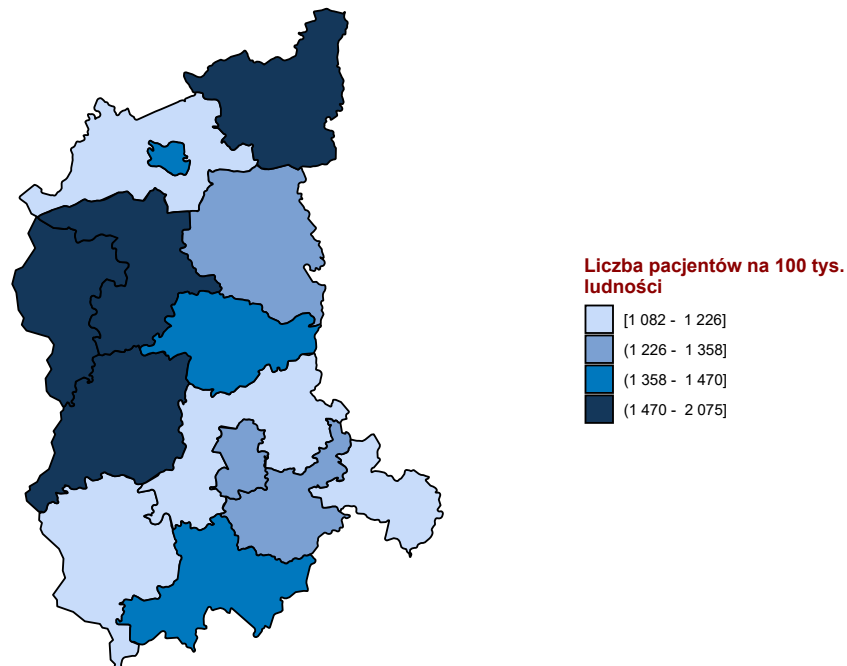 Liczba pacjentów na 100 tys.
ludności
[1 082 - 1 226]
(1 226 - 1 358]
(1 358 - 1 470]
(1 470 - 2 075]